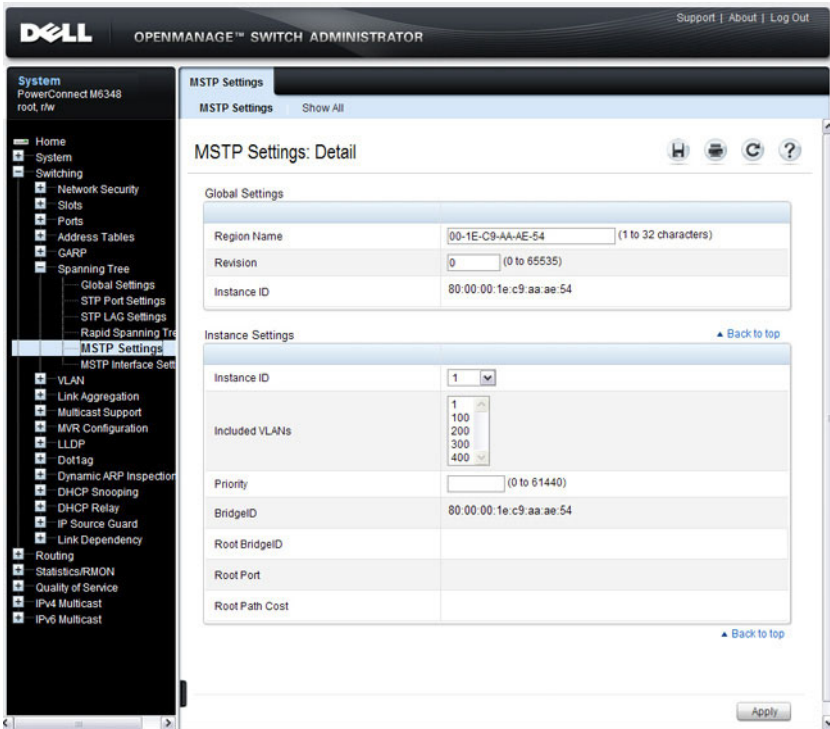 Support | About | Log Out
DELL
OPENMANAGE™ SWITCH ADMINISTRATOR
System
PowerConnect M6348
root, r/w
Home
System
Switching
Network Security
Slots
Ports
Address Tables
GARP
Spanning Tree
Global Settings
STP Port Settings
STP LAG Settings
Rapid Spanning Tre
MSTP Settings
MSTP Interface Sett
VLAN
Link Aggregation
Multicast Support
MVR Configuration
LLDP
Dot1ag
Dynamic ARP Inspection
DHCP Snooping
DHCP Relay
IP Source Guard
Link Dependency
Routing
Statistics/RMON
Quality of Service
IPv4 Multicast
IPv6 Multicast
MSTP Settings
MSTP Settings Show All
MSTP Settings: Detail
Global Settings
Region Name 00-1E-C9-AA-AE-54 (1 to 32 characters)
Revision 0 (0 to 65535)
Instance ID 80:00:00:1e:c9:aa:ae:54
Instance Settings Back to top
Instance ID 1
Included VLANs
1
100
200
300
400
Priority (0 to 61440)
BridgeID 80:00:00:1e:c9:aa:ae:54
Root BridgeID
Root Port
Root Path Cost
Back to top
Apply